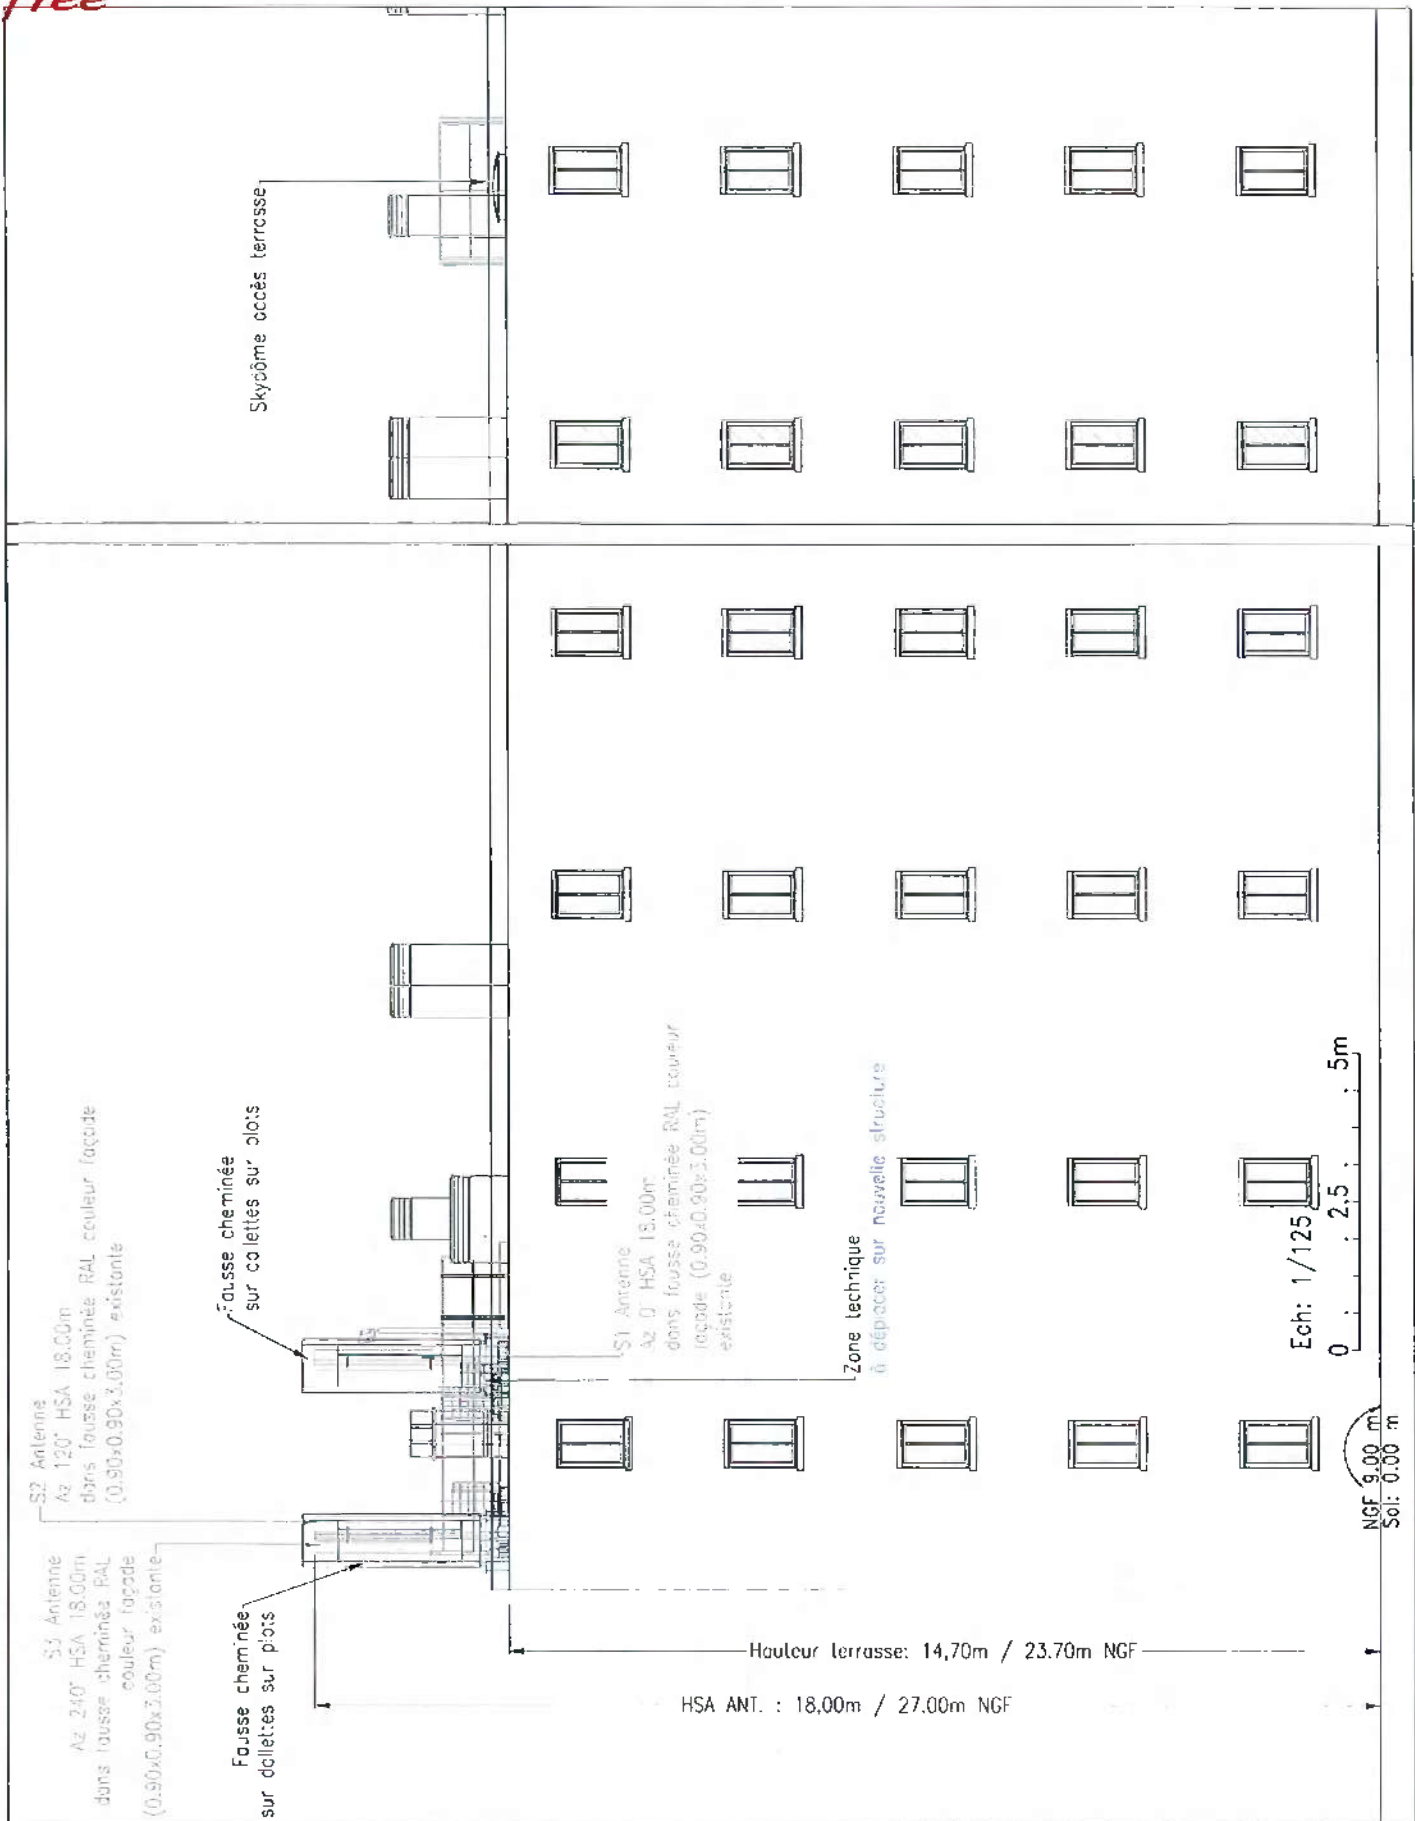 free
Skydôme accès terrasse
S2 Antenne
Az 120° HSA 18.00m
dans fausse cheminée RAL couleur façade
(0.90x0.90x3.00m) existante
S3 Antenne
Az 240° HSA 18.00m
dans fausse cheminée RAL
couleur façade
(0.90x0.90x3.00m) existante
Fausse cheminée
sur dallettes sur plots
Fausse cheminée
sur dallettes sur plots
S1 Antenne
Az 0° HSA 18.00m
dans fausse cheminée RAL couleur
façade (0.90x0.90x3.00m)
existante
Zone technique
à déplacer sur nouvelle structure
Hauteur terrasse: 14,70m / 23.70m NGF
HSA ANT. : 18,00m / 27.00m NGF
Ech: 1/125
0 2.5 5m
NGF 9.00 m
Sol: 0.00 m